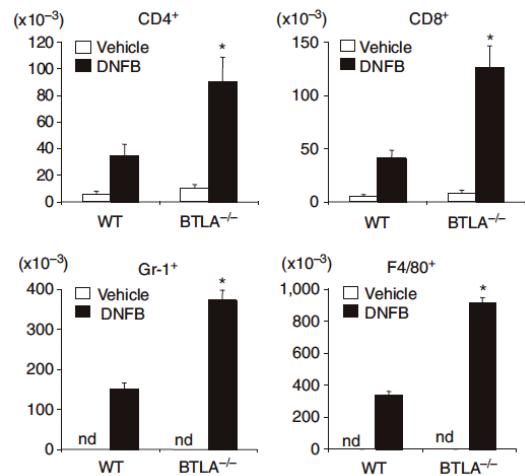 (x10⁻³) CD4⁺
Vehicle
DNFB
120
100
80
60
40
20
0
*
WT BTLA⁻/⁻
(x10⁻³) CD8⁺
Vehicle
DNFB
150
100
50
0
*
WT BTLA⁻/⁻
(x10⁻³) Gr-1⁺
Vehicle
DNFB
400
300
200
100
0
*
nd nd
WT BTLA⁻/⁻
(x10⁻³) F4/80⁺
Vehicle
DNFB
1,000
800
600
400
200
0
*
nd nd
WT BTLA⁻/⁻